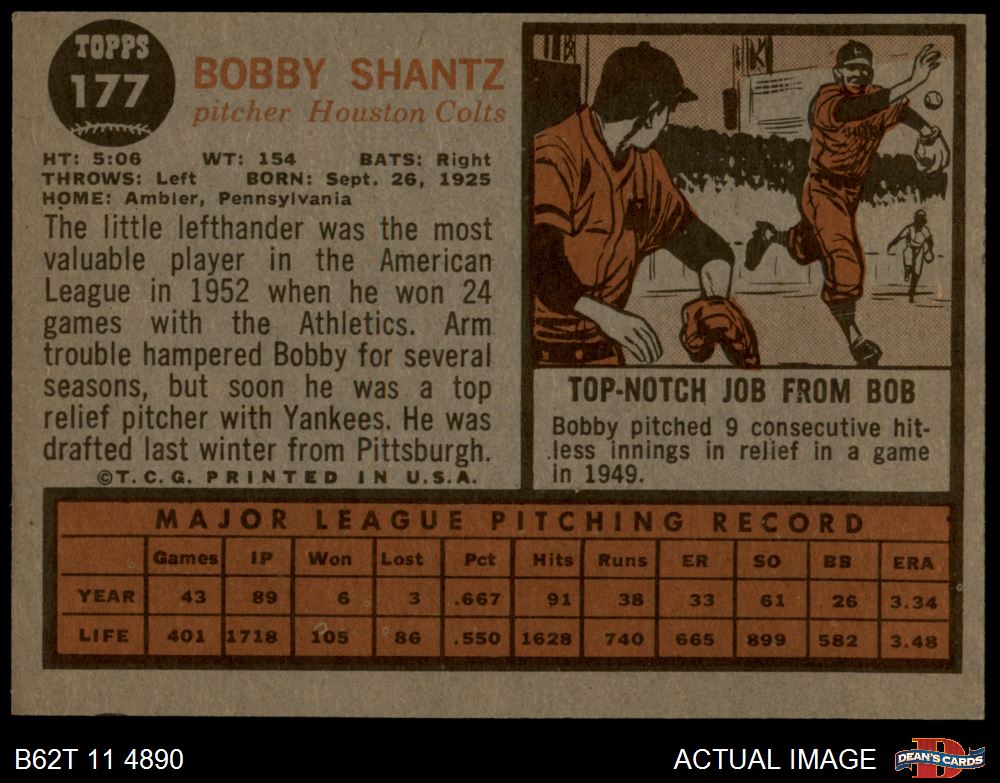 TOPPS
177
BOBBY SHANTZ
pitcher Houston Colts
HT: 5:06 WT: 154 BATS: Right
THROWS: Left BORN: Sept. 26, 1925
HOME: Ambler, Pennsylvania
The little lefthander was the most
valuable player in the American
League in 1952 when he won 24
games with the Athletics. Arm
trouble hampered Bobby for several
seasons, but soon he was a top
relief pitcher with Yankees. He was
drafted last winter from Pittsburgh.
©T.C.G. PRINTED IN U.S.A.
TOP-NOTCH JOB FROM BOB
Bobby pitched 9 consecutive hit-
less innings in relief in a game
in 1949.
MAJOR LEAGUE PITCHING RECORD
Games IP Won Lost Pct Hits Runs ER SO BB ERA
YEAR 43 89 6 3 .667 91 38 33 61 26 3.34
LIFE 401 1718 105 86 .550 1628 740 665 899 582 3.48
B62T 11 4890
ACTUAL IMAGE
D
DEAN'S CARDS